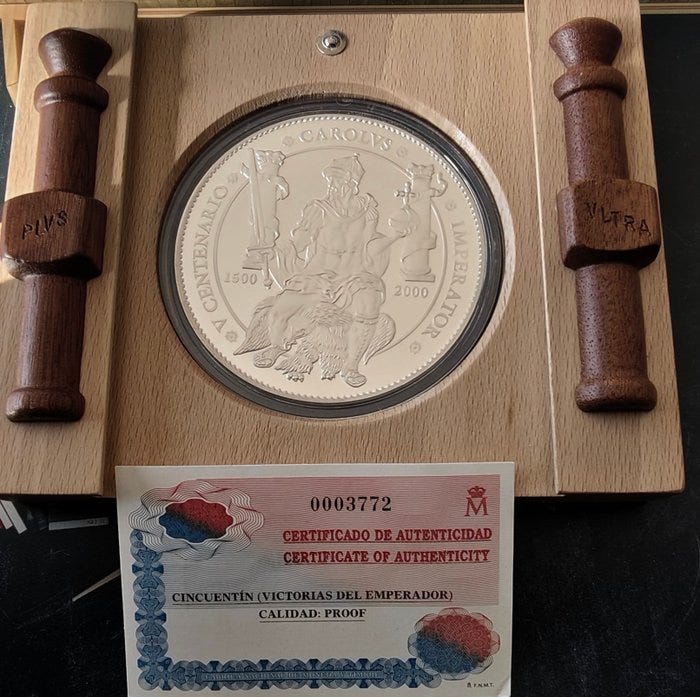 PLVS
VLTRA
V CENTENARIO
CAROLVS
IMPERATOR
1500
2000
0003772
M
CERTIFICADO DE AUTENTICIDAD
CERTIFICATE OF AUTHENTICITY
CINCUENTÍN (VICTORIAS DEL EMPERADOR)
CALIDAD: PROOF
F.N.M.T.